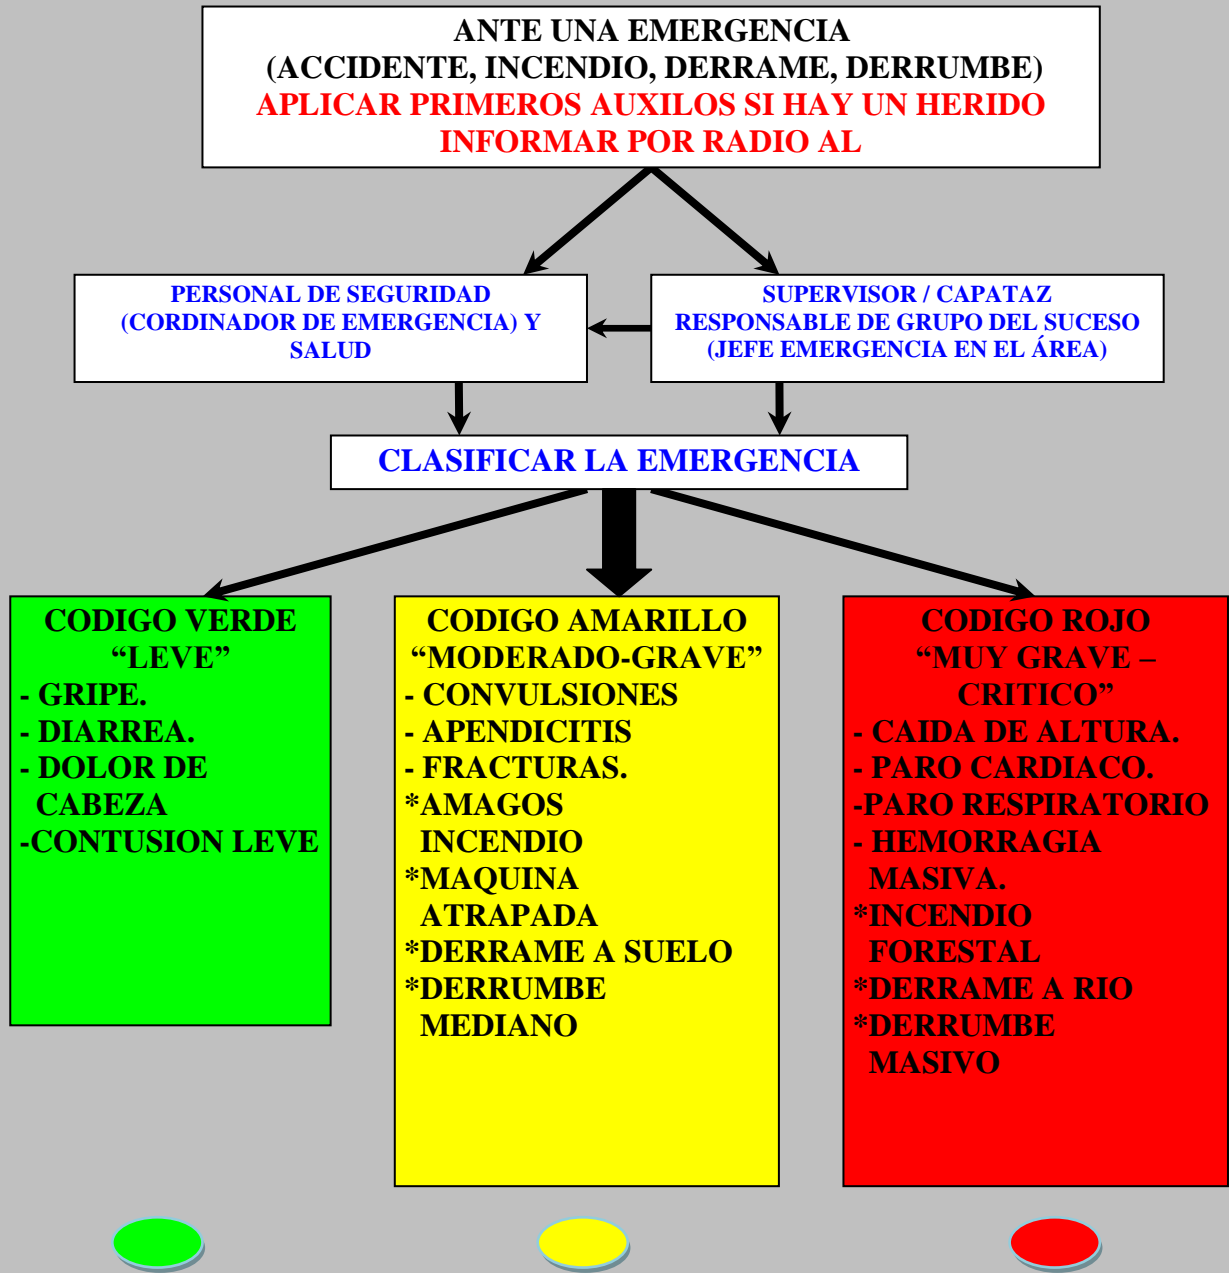 ANTE UNA EMERGENCIA
(ACCIDENTE, INCENDIO, DERRAME, DERRUMBE)
APLICAR PRIMEROS AUXILOS SI HAY UN HERIDO
INFORMAR POR RADIO AL
PERSONAL DE SEGURIDAD
(CORDINADOR DE EMERGENCIA) Y
SALUD
SUPERVISOR / CAPATAZ
RESPONSABLE DE GRUPO DEL SUCESO
(JEFE EMERGENCIA EN EL ÁREA)
CLASIFICAR LA EMERGENCIA
CODIGO VERDE
“LEVE”
- GRIPE.
- DIARREA.
- DOLOR DE
CABEZA
-CONTUSION LEVE
CODIGO AMARILLO
“MODERADO-GRAVE”
- CONVULSIONES
- APENDICITIS
- FRACTURAS.
*AMAGOS
INCENDIO
*MAQUINA
ATRAPADA
*DERRAME A SUELO
*DERRUMBE
MEDIANO
CODIGO ROJO
“MUY GRAVE –
CRITICO”
- CAIDA DE ALTURA.
- PARO CARDIACO.
-PARO RESPIRATORIO
- HEMORRAGIA
MASIVA.
*INCENDIO
FORESTAL
*DERRAME A RIO
*DERRUMBE
MASIVO